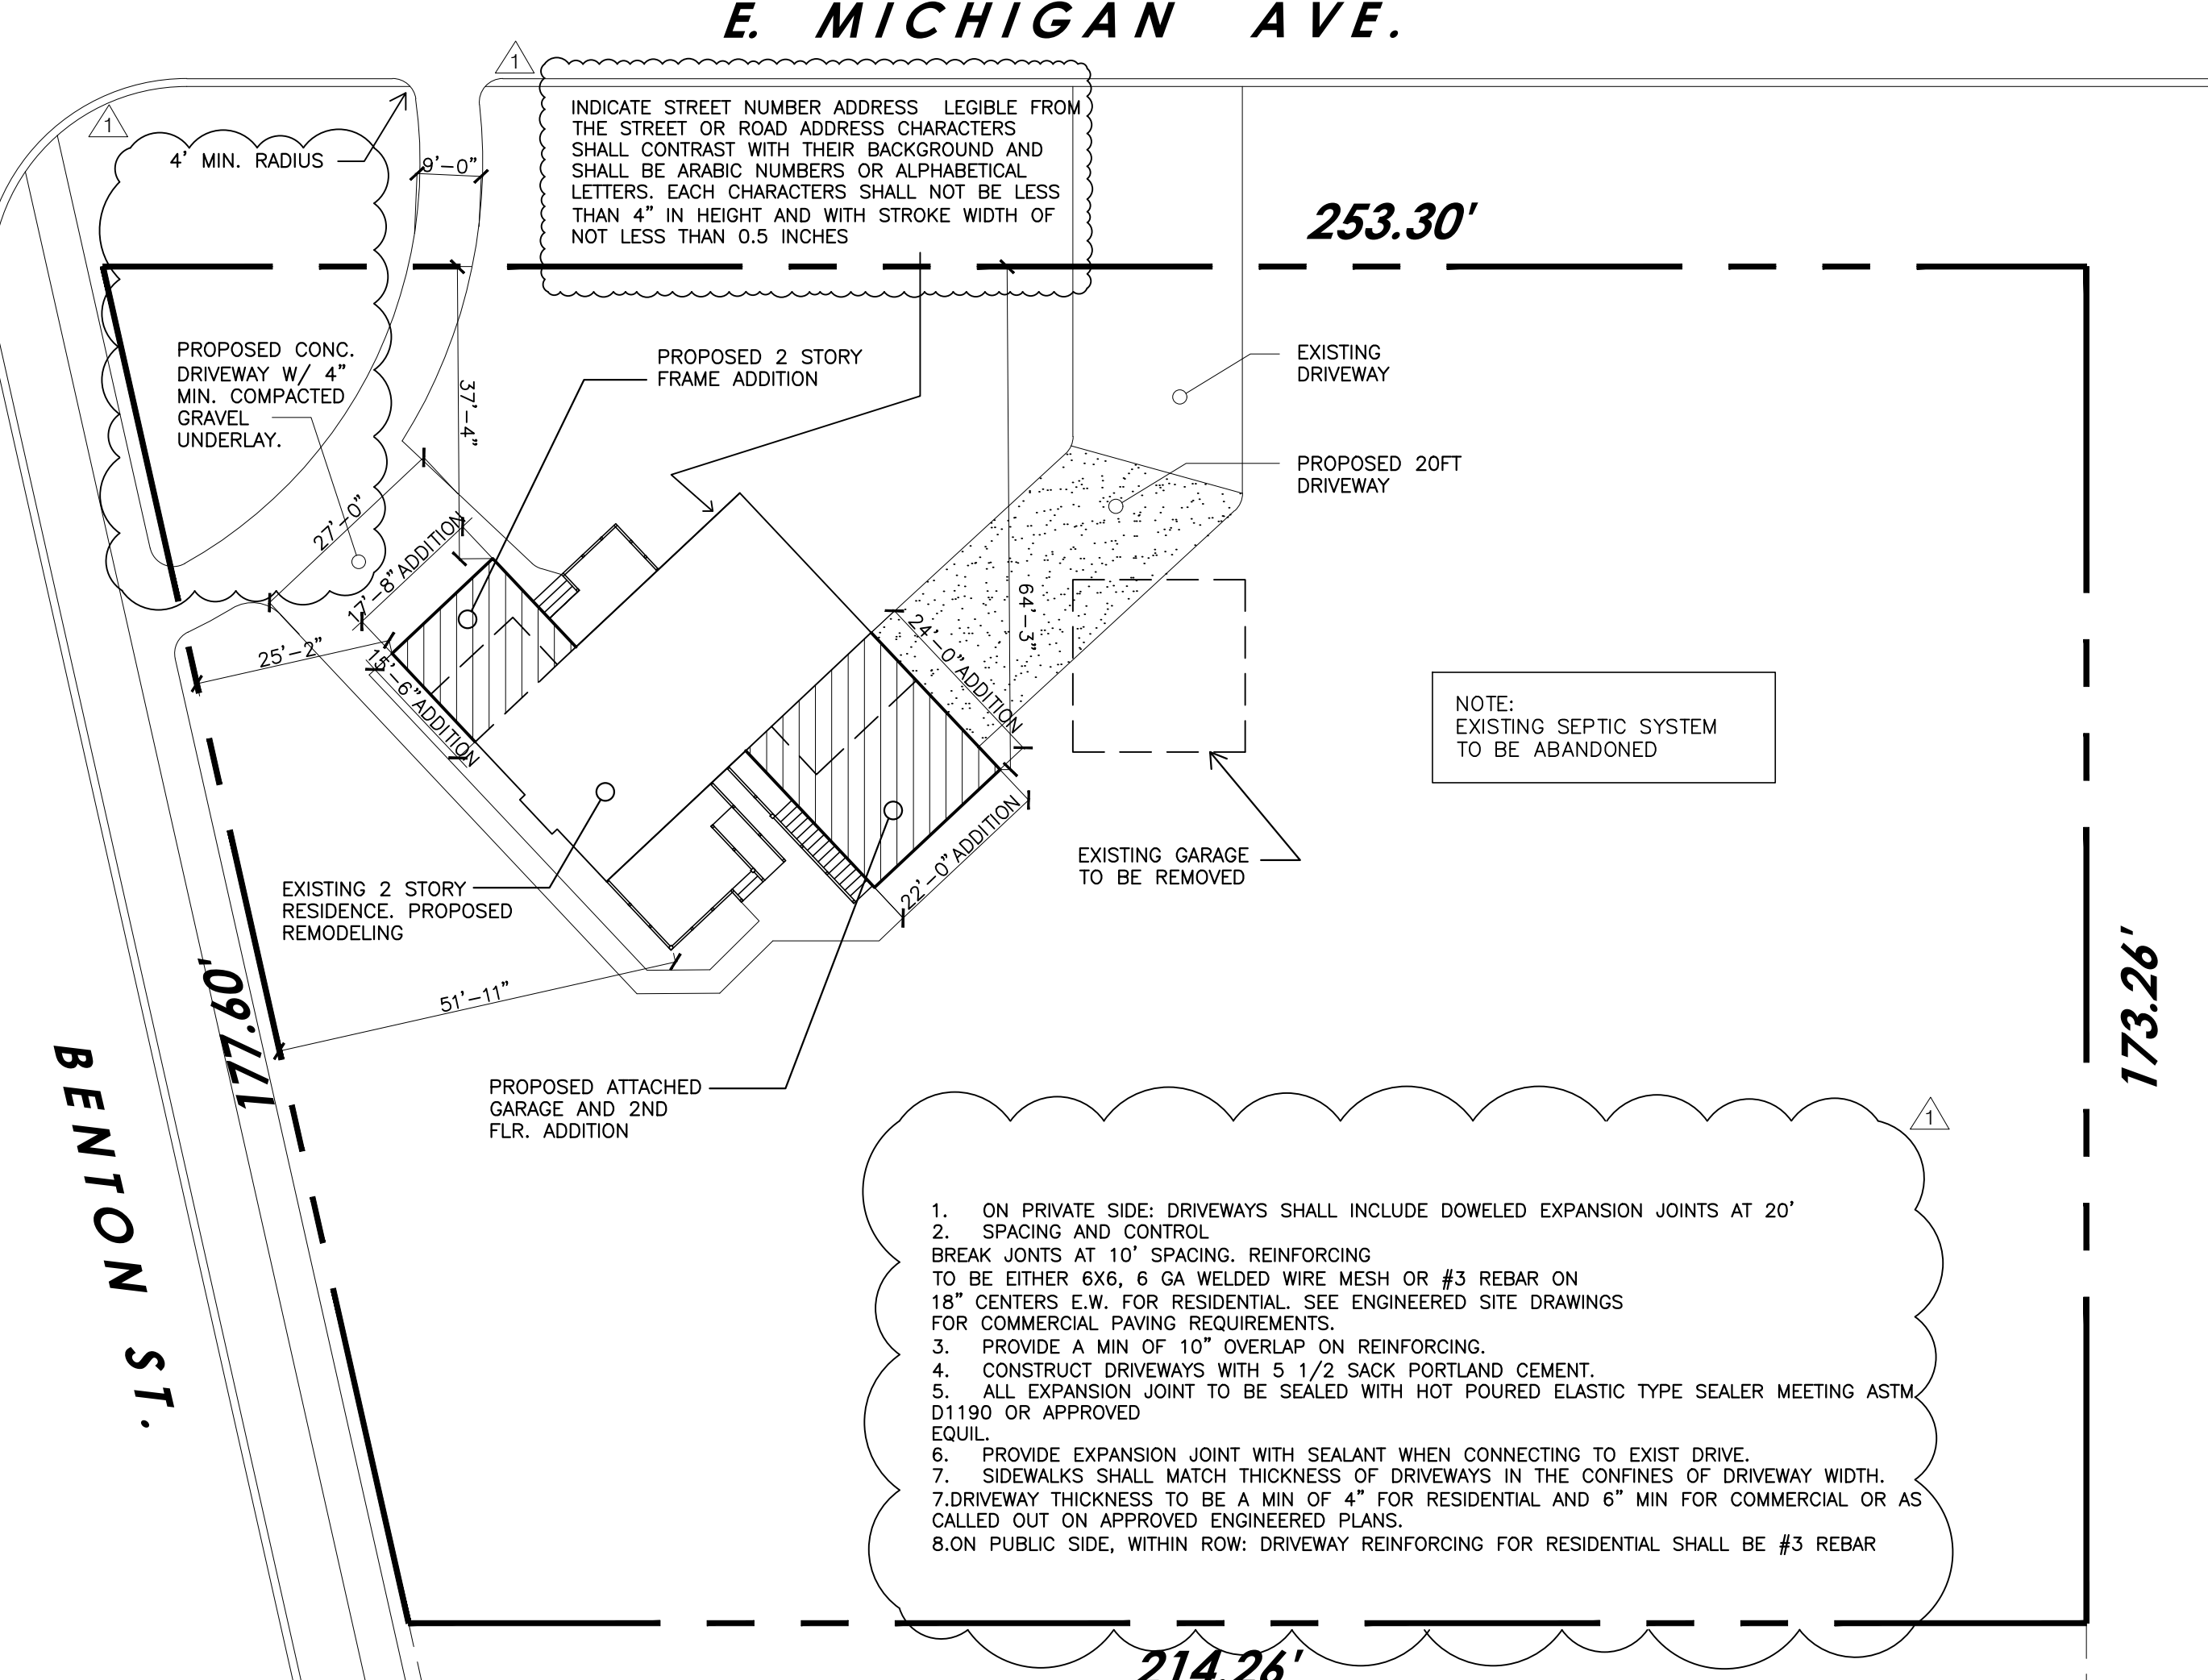 E. MICHIGAN AVE.
1
1
4' MIN. RADIUS
9'-0"
INDICATE STREET NUMBER ADDRESS LEGIBLE FROM
THE STREET OR ROAD ADDRESS CHARACTERS
SHALL CONTRAST WITH THEIR BACKGROUND AND
SHALL BE ARABIC NUMBERS OR ALPHABETICAL
LETTERS. EACH CHARACTERS SHALL NOT BE LESS
THAN 4" IN HEIGHT AND WITH STROKE WIDTH OF
NOT LESS THAN 0.5 INCHES
253.30'
PROPOSED CONC.
DRIVEWAY W/ 4"
MIN. COMPACTED
GRAVEL
UNDERLAY.
37'-4"
PROPOSED 2 STORY
FRAME ADDITION
EXISTING
DRIVEWAY
PROPOSED 20FT
DRIVEWAY
27'-0"
17'-8" ADDITION
25'-2"
15'-6" ADDITION
64'-3"
24'-0" ADDITION
22'-0" ADDITION
NOTE:
EXISTING SEPTIC SYSTEM
TO BE ABANDONED
EXISTING GARAGE
TO BE REMOVED
EXISTING 2 STORY
RESIDENCE. PROPOSED
REMODELING
51'-11"
177.60'
173.26'
BENTON ST.
PROPOSED ATTACHED
GARAGE AND 2ND
FLR. ADDITION
1
1. ON PRIVATE SIDE: DRIVEWAYS SHALL INCLUDE DOWELED EXPANSION JOINTS AT 20'
2. SPACING AND CONTROL
BREAK JONTS AT 10' SPACING. REINFORCING
TO BE EITHER 6X6, 6 GA WELDED WIRE MESH OR #3 REBAR ON
18" CENTERS E.W. FOR RESIDENTIAL. SEE ENGINEERED SITE DRAWINGS
FOR COMMERCIAL PAVING REQUIREMENTS.
3. PROVIDE A MIN OF 10" OVERLAP ON REINFORCING.
4. CONSTRUCT DRIVEWAYS WITH 5 1/2 SACK PORTLAND CEMENT.
5. ALL EXPANSION JOINT TO BE SEALED WITH HOT POURED ELASTIC TYPE SEALER MEETING ASTM
D1190 OR APPROVED
EQUIL.
6. PROVIDE EXPANSION JOINT WITH SEALANT WHEN CONNECTING TO EXIST DRIVE.
7. SIDEWALKS SHALL MATCH THICKNESS OF DRIVEWAYS IN THE CONFINES OF DRIVEWAY WIDTH.
7.DRIVEWAY THICKNESS TO BE A MIN OF 4" FOR RESIDENTIAL AND 6" MIN FOR COMMERCIAL OR AS
CALLED OUT ON APPROVED ENGINEERED PLANS.
8.ON PUBLIC SIDE, WITHIN ROW: DRIVEWAY REINFORCING FOR RESIDENTIAL SHALL BE #3 REBAR
214.26'